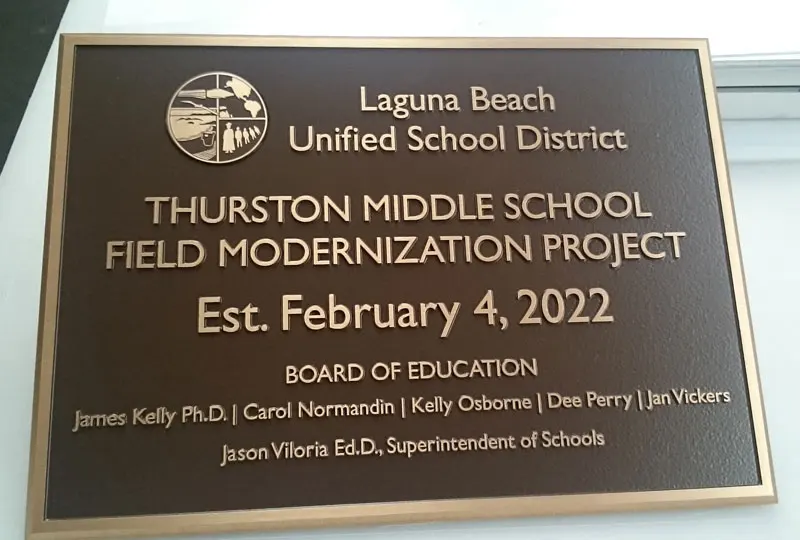 Laguna Beach
Unified School District
THURSTON MIDDLE SCHOOL
FIELD MODERNIZATION PROJECT
Est. February 4, 2022
BOARD OF EDUCATION
James Kelly Ph.D. | Carol Normandin | Kelly Osborne | Dee Perry | Jan Vickers
Jason Viloria Ed.D., Superintendent of Schools